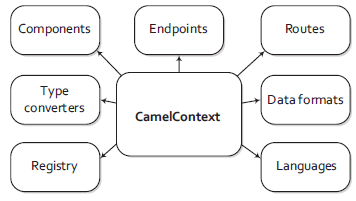 Components
Endpoints
Routes
Type
converters
CamelContext
Data formats
Registry
Languages